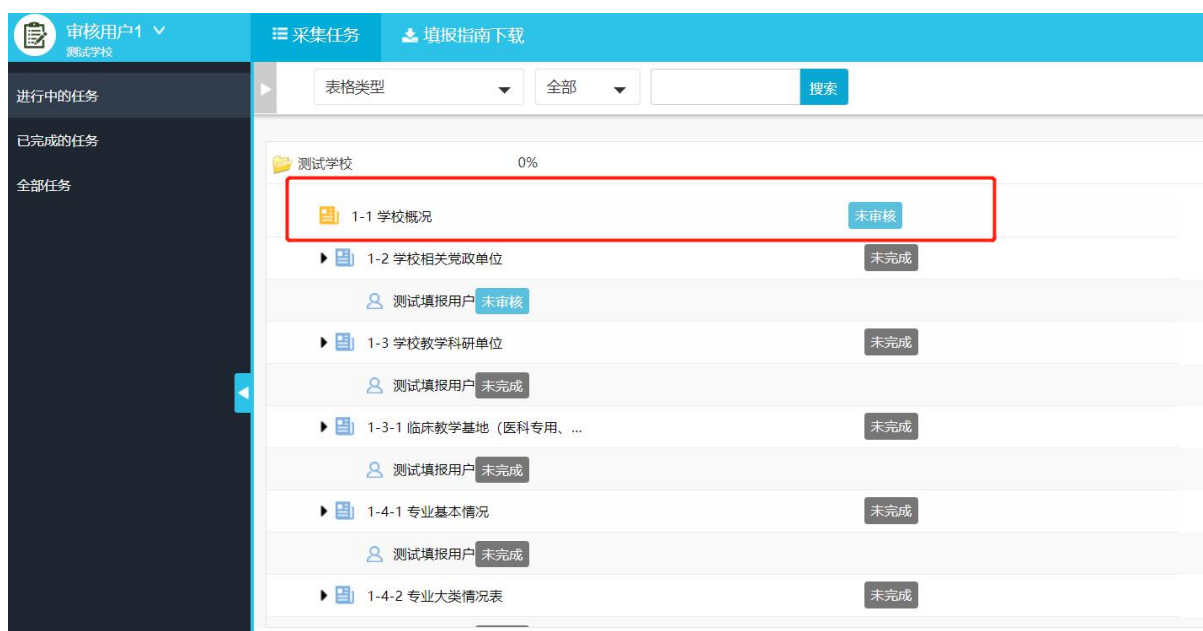 审核用户1
测试学校
采集任务 填报指南下载
进行中的任务
已完成的任务
全部任务
表格类型 全部 搜索
测试学校 0%
1-1 学校概况 未审核
1-2 学校相关党政单位 未完成
测试填报用户 未审核
1-3 学校教学科研单位 未完成
测试填报用户 未完成
1-3-1 临床教学基地（医科专用、... 未完成
测试填报用户 未完成
1-4-1 专业基本情况 未完成
测试填报用户 未完成
1-4-2 专业大类情况表 未完成